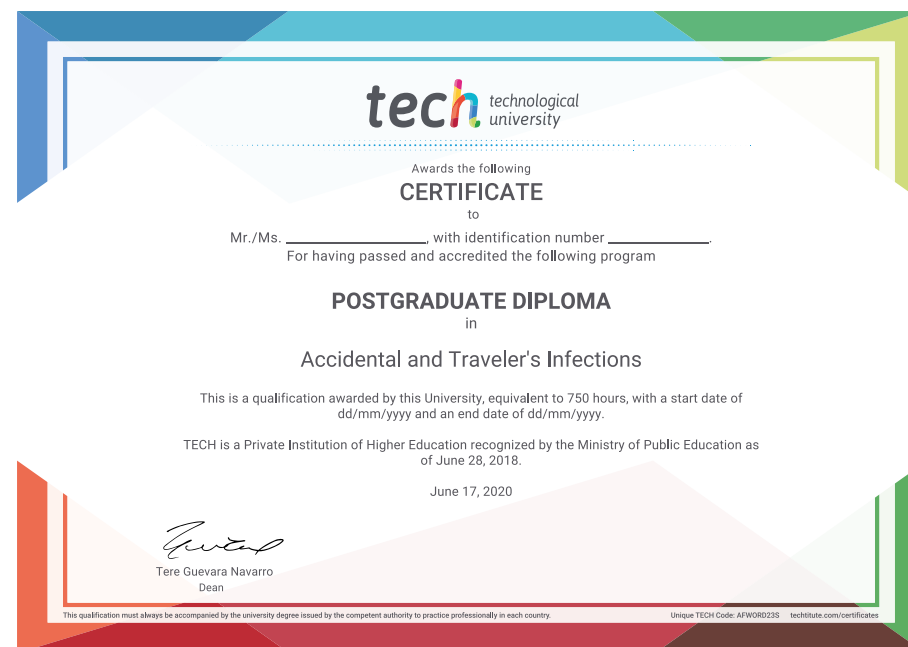 tech technological
university
Awards the following
CERTIFICATE
to
Mr./Ms. ____________________, with identification number ______________.
For having passed and accredited the following program
POSTGRADUATE DIPLOMA
in
Accidental and Traveler's Infections
This is a qualification awarded by this University, equivalent to 750 hours, with a start date of
dd/mm/yyyy and an end date of dd/mm/yyyy.
TECH is a Private Institution of Higher Education recognized by the Ministry of Public Education as
of June 28, 2018.
June 17, 2020
Tere Guevara Navarro
Dean
This qualification must always be accompanied by the university degree issued by the competent authority to practice professionally in each country. Unique TECH Code: AFWORD23S techtitute.com/certificates